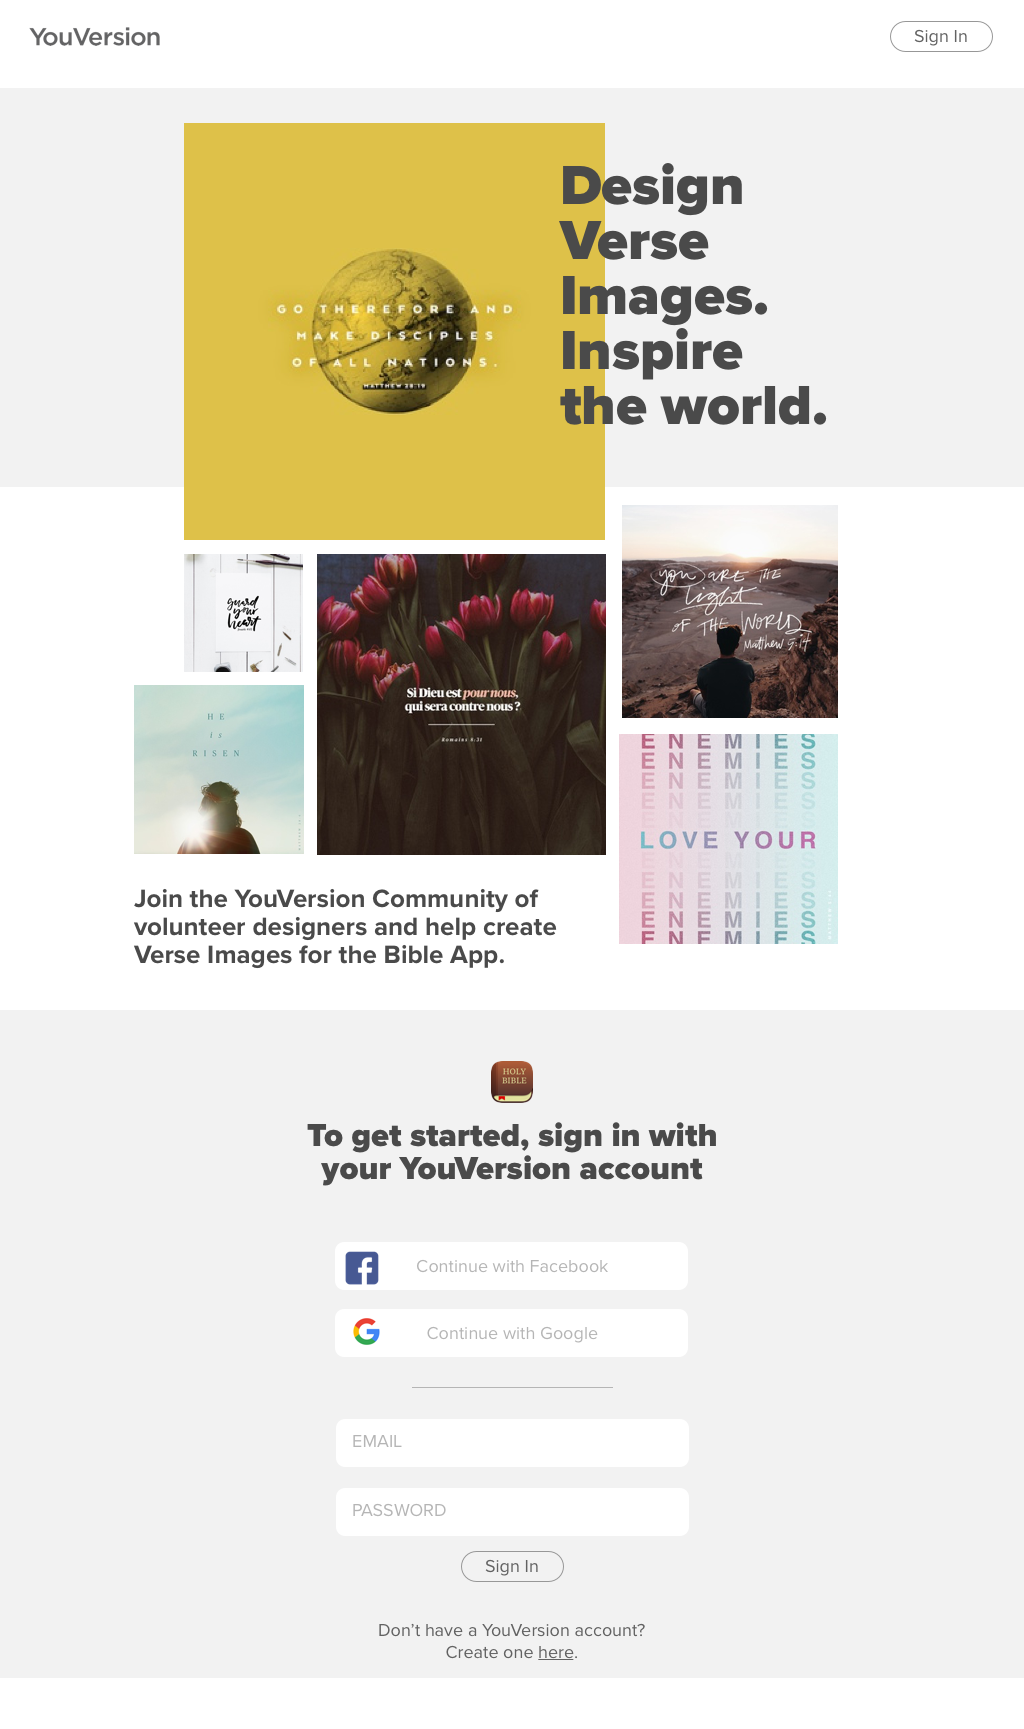 YouVersion
Sign In
Design
Verse
Images.
Inspire
the world.
GO THEREFORE AND
MAKE DISCIPLES
OF ALL NATIONS.
MATTHEW 28:19
guard
your
heart
Si Dieu est pour nous,
qui sera contre nous ?
Romains 8:31
you are the
light
of the World
Matthew 5:14
HE
is
RISEN
ENEMIES
ENEMIES
ENEMIES
ENEMIES
ENEMIES
LOVE YOUR
ENEMIES
ENEMIES
ENEMIES
ENEMIES
ENEMIES
Join the YouVersion Community of
volunteer designers and help create
Verse Images for the Bible App.
HOLY
BIBLE
To get started, sign in with
your YouVersion account
Continue with Facebook
Continue with Google
EMAIL
PASSWORD
Sign In
Don't have a YouVersion account?
Create one here.